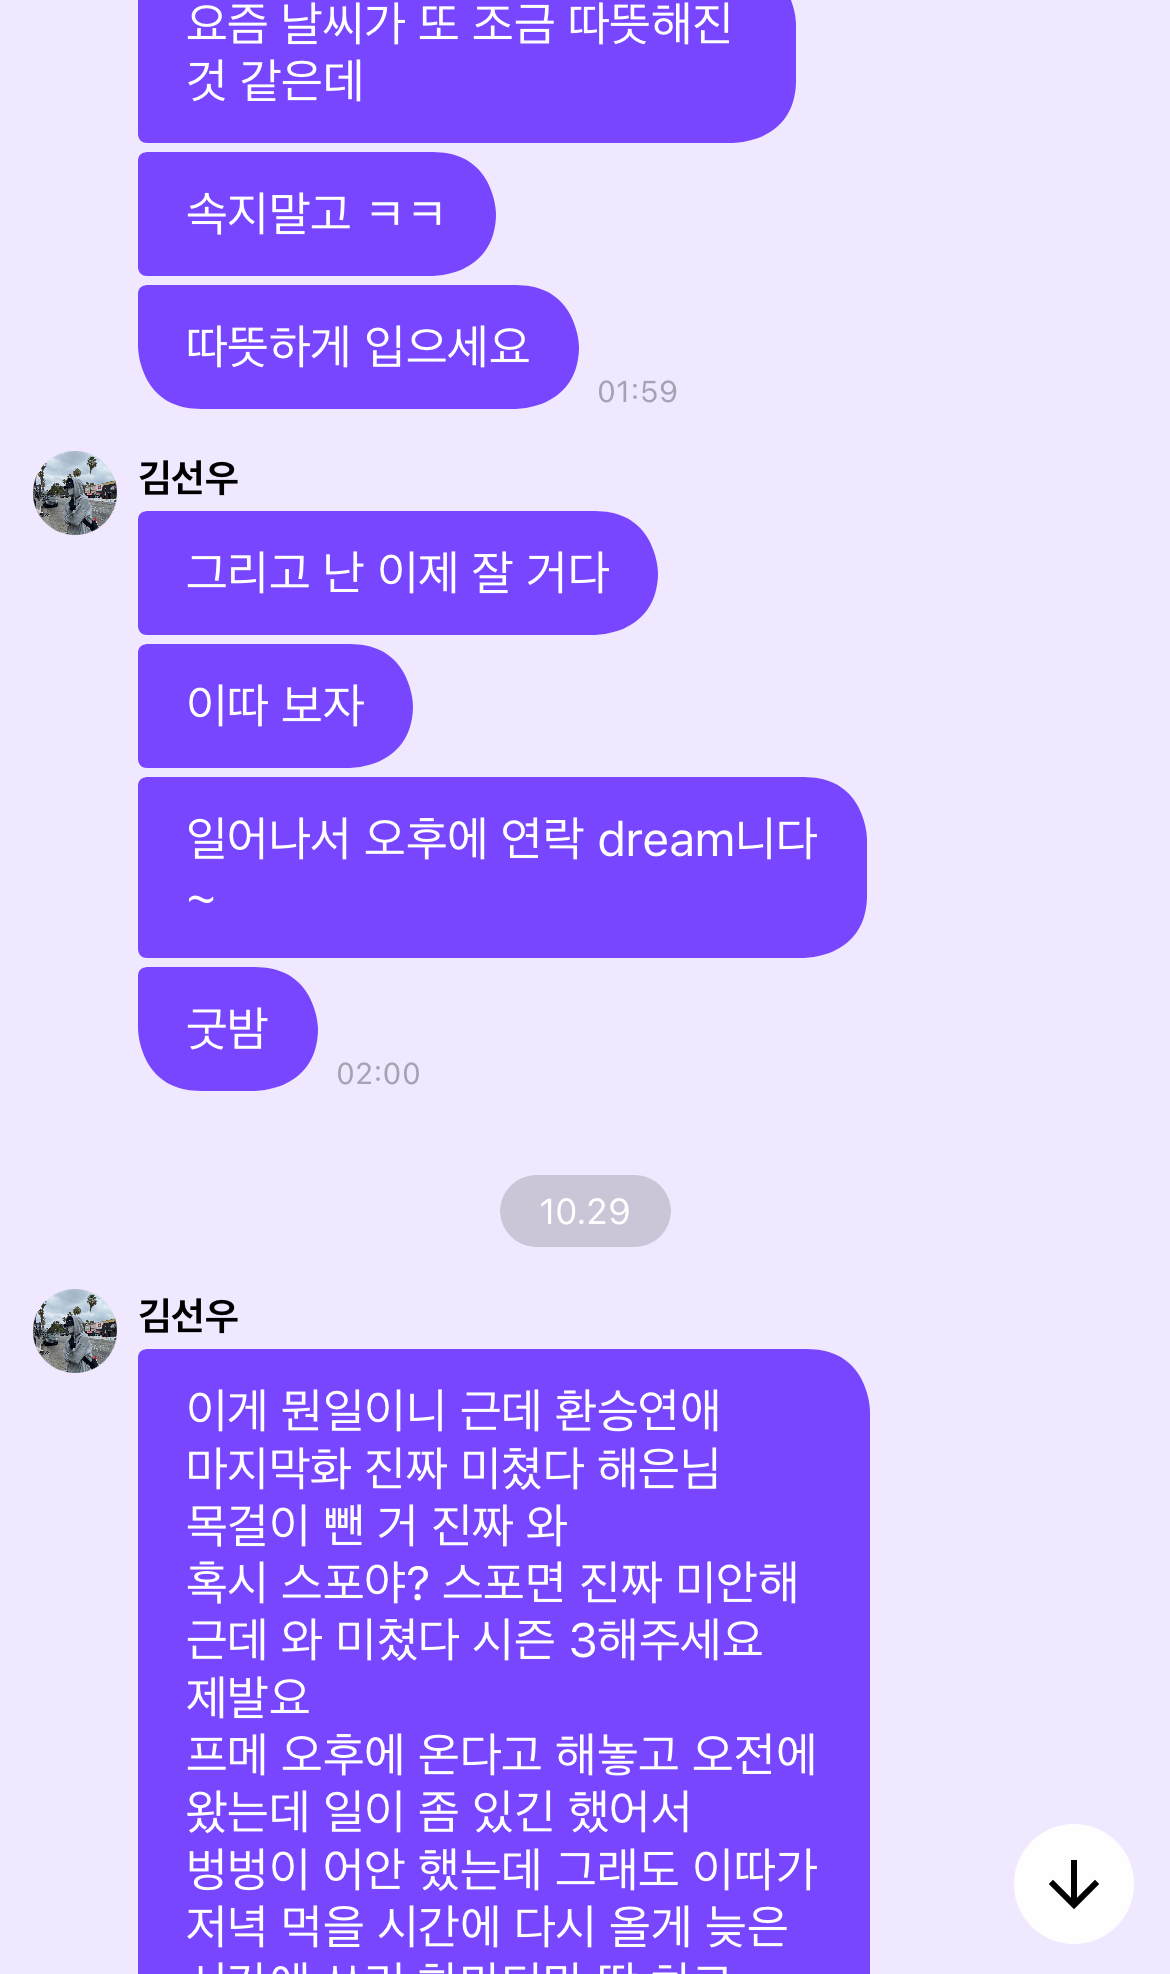 요즘 날씨가 또 조금 따뜻해진
것 같은데
속지말고 ㅋㅋ
따뜻하게 입으세요
01:59
김선우
그리고 난 이제 잘 거다
이따 보자
일어나서 오후에 연락 dream니다
~
굿밤
02:00
10.29
김선우
이게 뭔일이니 근데 환승연애
마지막화 진짜 미쳤다 해은님
목걸이 뺀 거 진짜 와
혹시 스포야? 스포면 진짜 미안해
근데 와 미쳤다 시즌 3해주세요
제발요
프메 오후에 온다고 해놓고 오전에
왔는데 일이 좀 있긴 했어서
벙벙이 어안 했는데 그래도 이따가
저녁 먹을 시간에 다시 올게 늦은